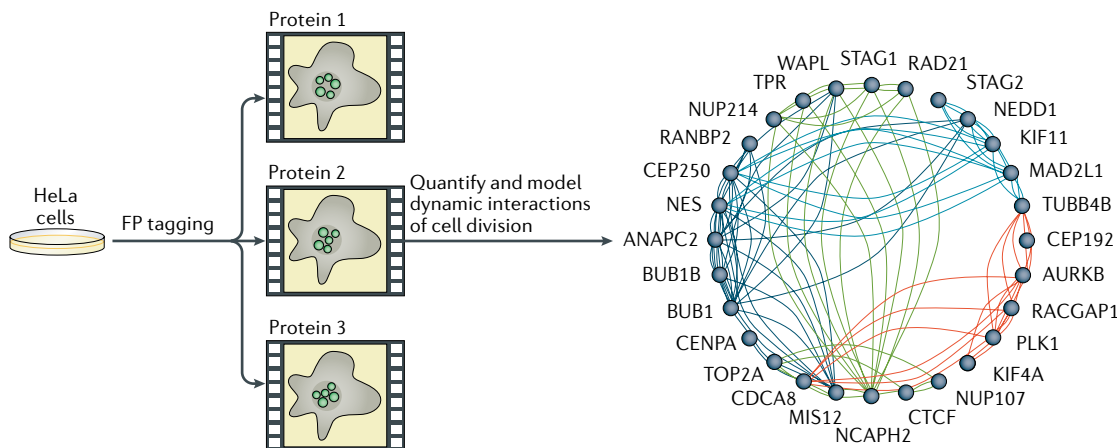 Protein 1
Protein 2
Protein 3
HeLa
cells
FP tagging
Quantify and model
dynamic interactions
of cell division
STAG1
RAD21
STAG2
NEDD1
KIF11
MAD2L1
TUBB4B
CEP192
AURKB
RACGAP1
PLK1
KIF4A
NUP107
CTCF
NCAPH2
MIS12
CDCA8
TOP2A
CENPA
BUB1
BUB1B
ANAPC2
NES
CEP250
RANBP2
NUP214
TPR
WAPL